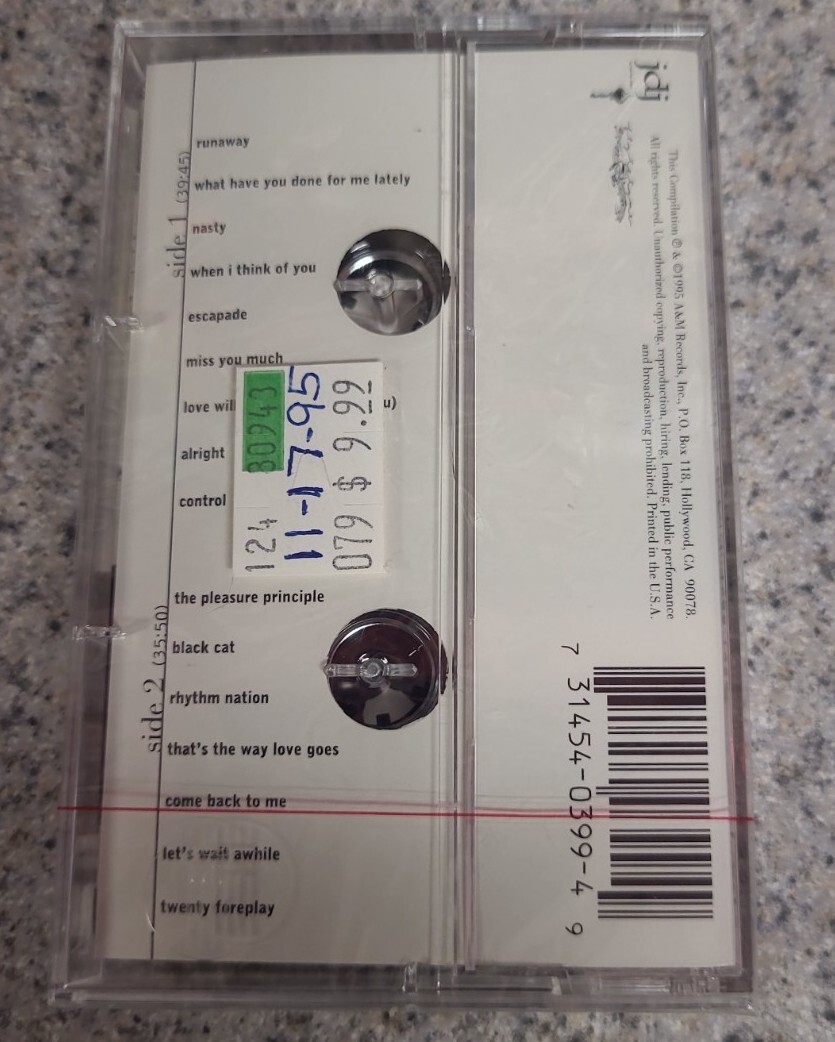 side 1 (39:45)
runaway
what have you done for me lately
nasty
when i think of you
escapade
miss you much
love wil u)
alright
control
side 2 (35:50)
the pleasure principle
black cat
rhythm nation
that's the way love goes
come back to me
let's wait awhile
twenty foreplay
124 80943
11-17-95
079 $ 9.99
jdj
This Compilation ℗ & ©1995 A&M Records, Inc., P.O. Box 118, Hollywood, CA 90078.
All rights reserved. Unauthorized copying, reproduction, hiring, lending, public performance
and broadcasting prohibited. Printed in the U.S.A.
7 31454-0399-4 9